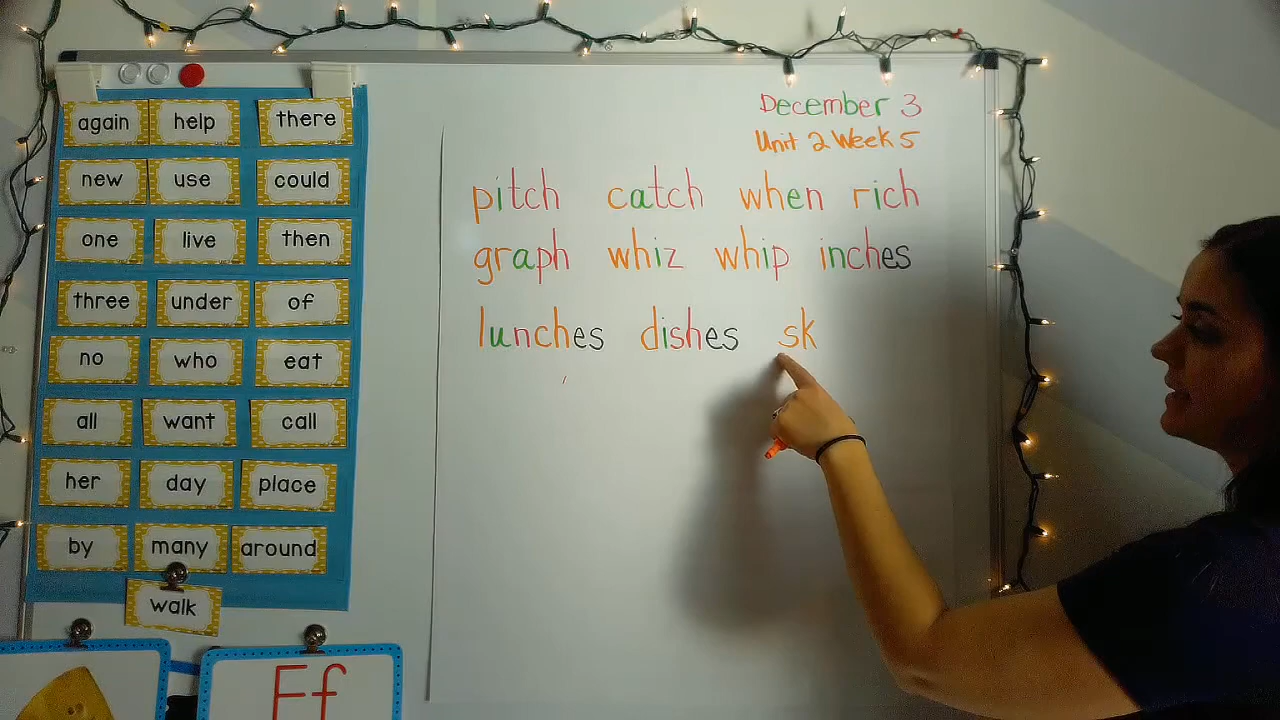 again help there
new use could
one live then
three under of
no who eat
all want call
her day place
by many around
walk
Ff
December 3
Unit 2 Week 5
pitch catch when rich
graph whiz whip inches
lunches dishes sk